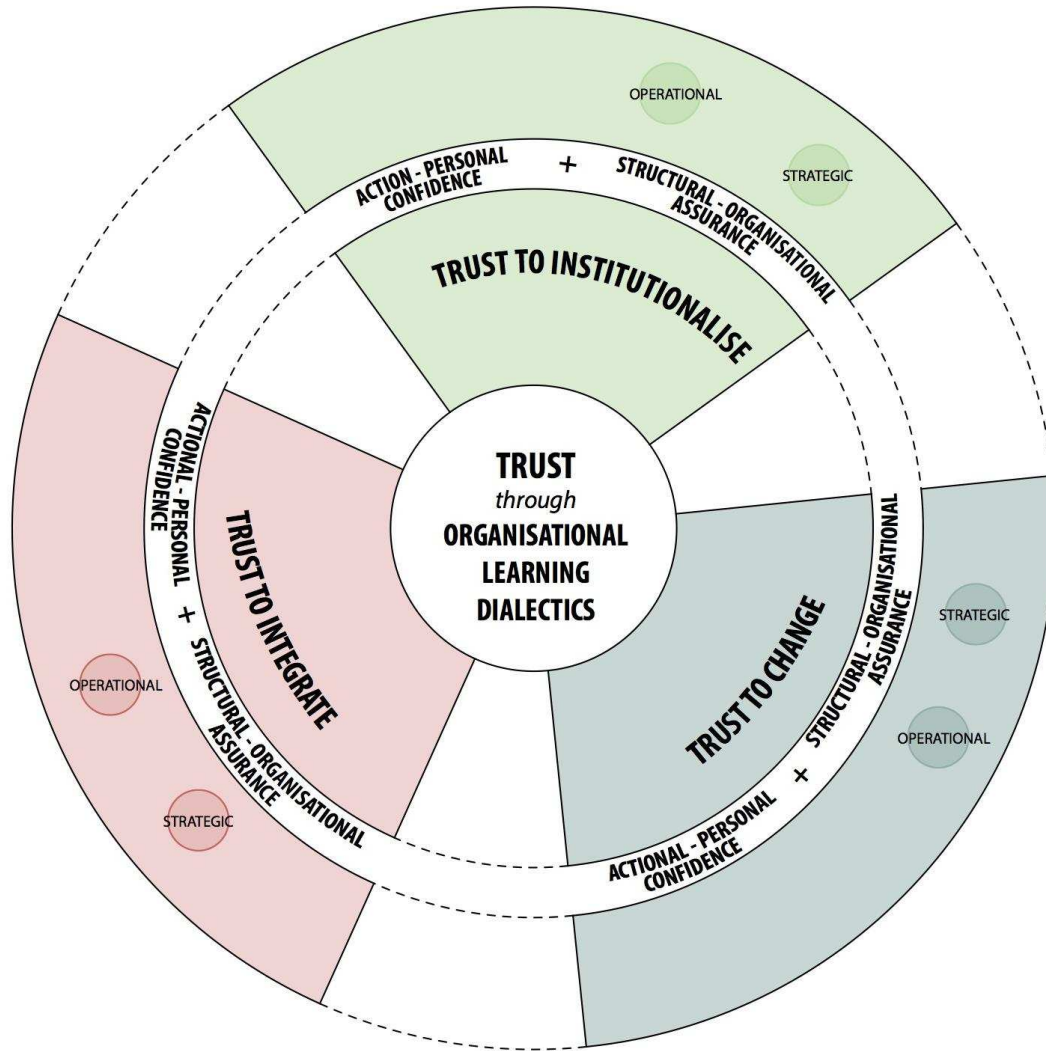 OPERATIONAL
STRATEGIC
ACTION - PERSONAL
CONFIDENCE
+
STRUCTURAL - ORGANISATIONAL
ASSURANCE
TRUST TO INSTITUTIONALISE
TRUST
through
ORGANISATIONAL
LEARNING
DIALECTICS
ACTIONAL - PERSONAL
CONFIDENCE
+
STRUCTURAL - ORGANISATIONAL
ASSURANCE
TRUST TO INTEGRATE
OPERATIONAL
STRATEGIC
TRUST TO CHANGE
ACTIONAL - PERSONAL
CONFIDENCE
+
STRUCTURAL - ORGANISATIONAL
ASSURANCE
STRATEGIC
OPERATIONAL